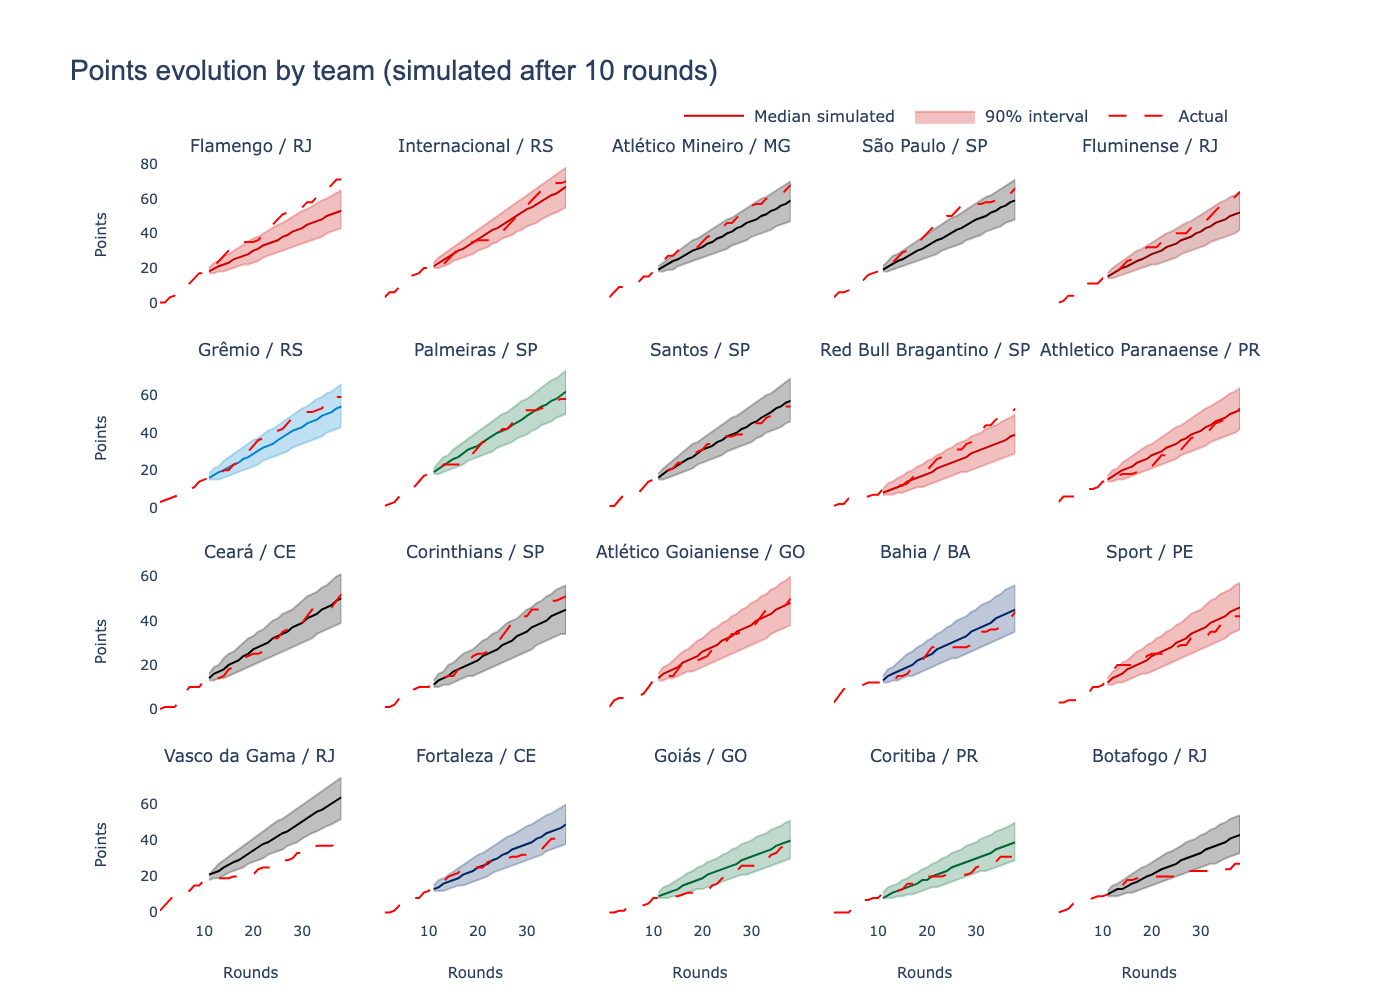 Points evolution by team (simulated after 10 rounds)
Median simulated 90% interval Actual
Flamengo / RJ Internacional / RS Atlético Mineiro / MG São Paulo / SP Fluminense / RJ
80
60
40
20
0
Points
Grêmio / RS Palmeiras / SP Santos / SP Red Bull Bragantino / SP Athletico Paranaense / PR
60
40
20
0
Points
Ceará / CE Corinthians / SP Atlético Goianiense / GO Bahia / BA Sport / PE
60
40
20
0
Points
Vasco da Gama / RJ Fortaleza / CE Goiás / GO Coritiba / PR Botafogo / RJ
60
40
20
0
Points
10 20 30 10 20 30 10 20 30 10 20 30 10 20 30
Rounds Rounds Rounds Rounds Rounds